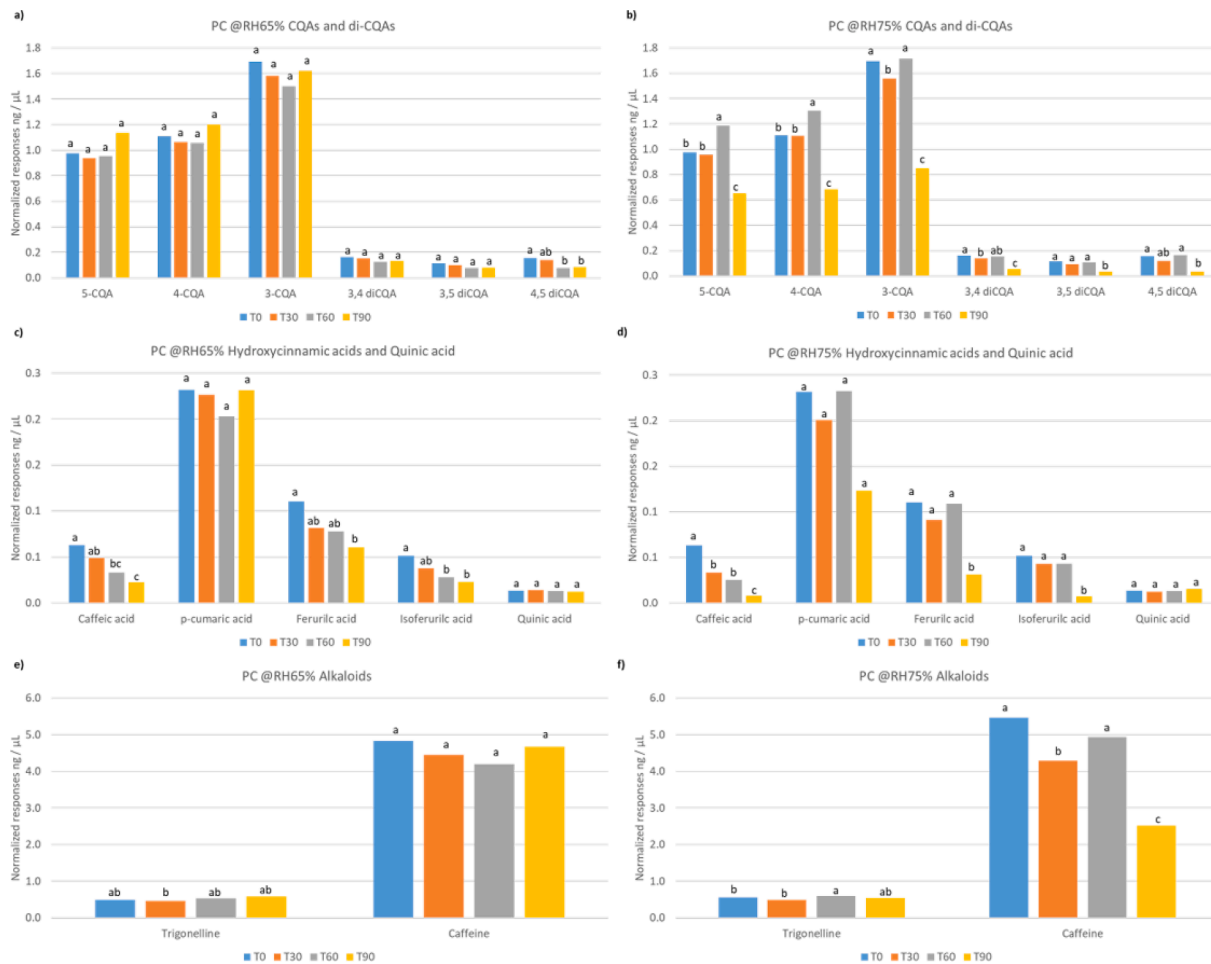 a)
PC @RH65% CQAs and di-CQAs
Normalized responses ng / µL
1.8
1.6
1.4
1.2
1.0
0.8
0.6
0.4
0.2
0.0
a a a a
a a a a
a a a a
a a a a
a a a a
a ab b b
5-CQA 4-CQA 3-CQA 3,4 diCQA 3,5 diCQA 4,5 diCQA
T0 T30 T60 T90
b)
PC @RH75% CQAs and di-CQAs
Normalized responses ng / µL
1.8
1.6
1.4
1.2
1.0
0.8
0.6
0.4
0.2
0.0
b b a c
b b a c
a b a c
a b ab c
a a a b
a b a b
5-CQA 4-CQA 3-CQA 3,4 diCQA 3,5 diCQA 4,5 diCQA
T0 T30 T60 T90
c)
PC @RH65% Hydroxycinnamic acids and Quinic acid
Normalized responses ng / µL
0.3
0.2
0.2
0.1
0.1
0.0
a ab bc c
a a a a
a ab ab b
a ab b b
a a a a
Caffeic acid p-cumaric acid Ferurilc acid Isoferurilc acid Quinic acid
T0 T30 T60 T90
d)
PC @RH75% Hydroxycinnamic acids and Quinic acid
Normalized responses ng / µL
0.3
0.2
0.2
0.1
0.1
0.0
a b b c
a a a a
a a a b
a a a b
a a a a
Caffeic acid p-cumaric acid Ferurilc acid Isoferurilc acid Quinic acid
T0 T30 T60 T90
e)
PC @RH65% Alkaloids
Normalized responses ng / µL
6.0
5.0
4.0
3.0
2.0
1.0
0.0
ab b ab ab
a a a a
Trigonelline Caffeine
T0 T30 T60 T90
f)
PC @RH75% Alkaloids
Normalized responses ng / µL
6.0
5.0
4.0
3.0
2.0
1.0
0.0
b b a ab
a b a c
Trigonelline Caffeine
T0 T30 T60 T90